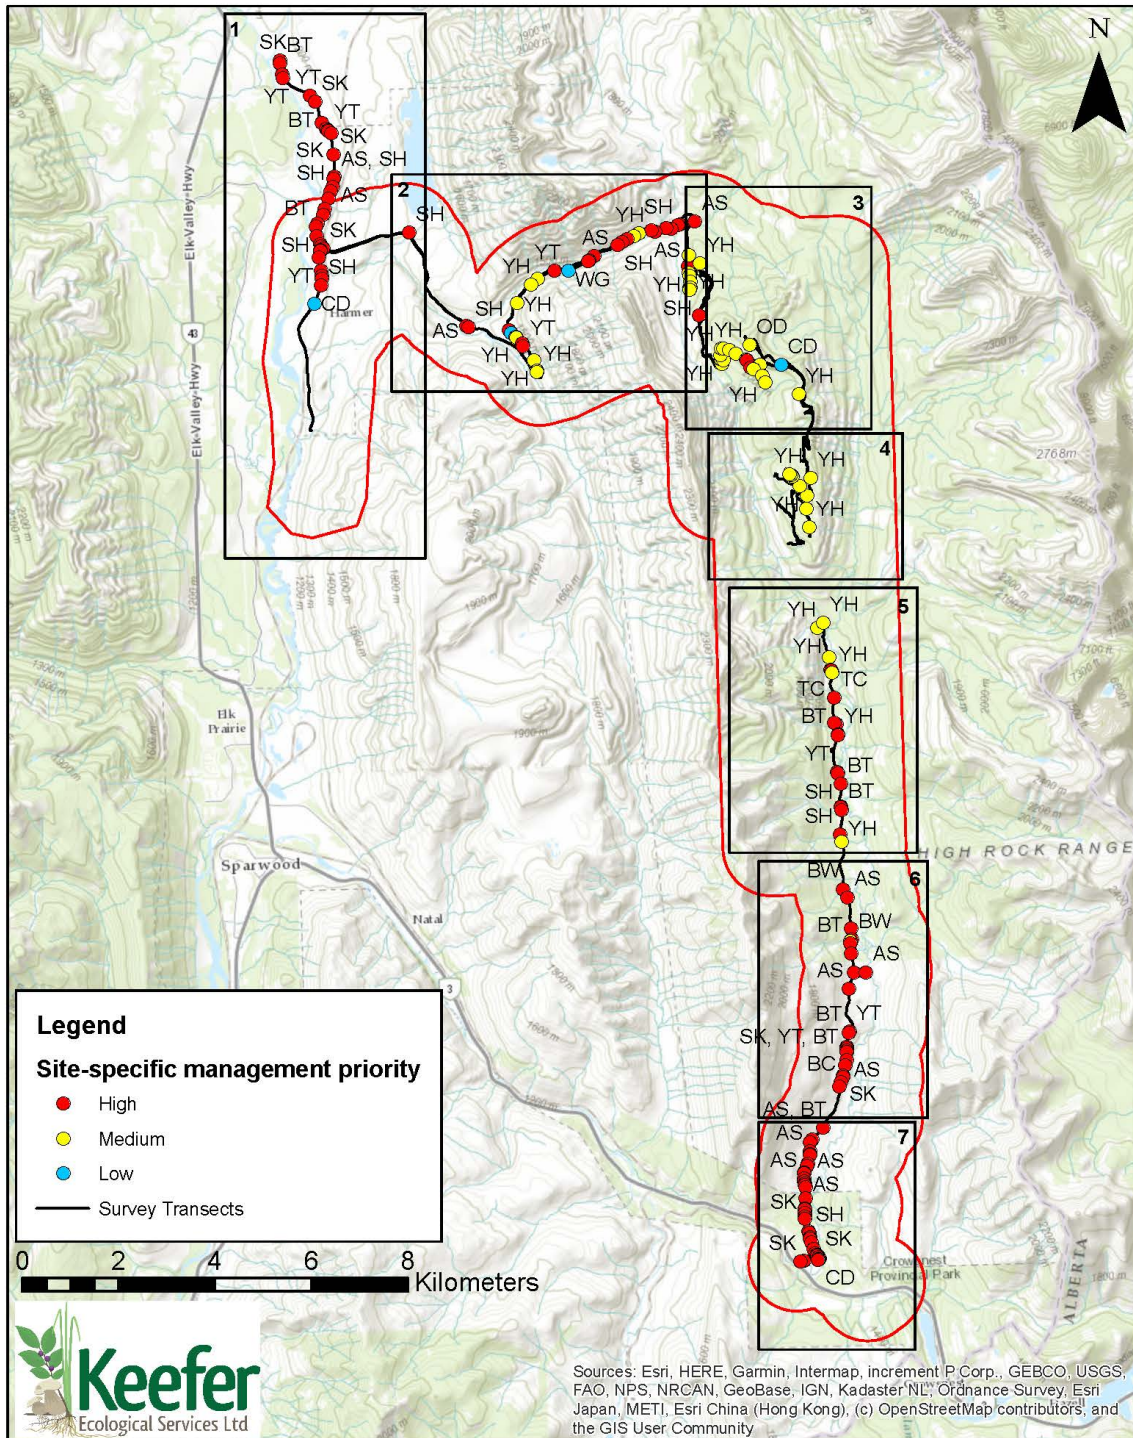 N
1
SK BT
YT SK
YT
YT
BT
SK
SK
AS, SH
SH
AS
BT
SK
SH
SH
YT
CD
Harmer
Elk-Valley-Hwy
43
Elk-Valley-Hwy
2
SH
YH SH
AS
AS
AS
YT
SH
YH
WG
SH
YH
YT
AS
YH
YH
YH
3
YH
YH
YH
SH
YH
YH
OD
CD
YH
YH
YH
2768m
4
YH
YH
YH
YH
5
YH
YH
YH
YH
TC
TC
BT
YH
YT
BT
SH
BT
SH
YH
HIGH ROCK RANGE
Elk
Prairie
Sparwood
Natal
3
6
BW
AS
BT
BW
AS
AS
BT
YT
SK, YT, BT
BC
AS
SK
AS, BT
7
AS
AS
AS
AS
SK
SH
SK
SK
CD
Crowsnest
Provincial Park
ALBERTA
Legend
Site-specific management priority
High
Medium
Low
Survey Transects
0 2 4 6 8
Kilometers
Keefer
Ecological Services Ltd
Sources: Esri, HERE, Garmin, Intermap, increment P Corp., GEBCO, USGS,
FAO, NPS, NRCAN, GeoBase, IGN, Kadaster NL, Ordnance Survey, Esri
Japan, METI, Esri China (Hong Kong), (c) OpenStreetMap contributors, and
the GIS User Community